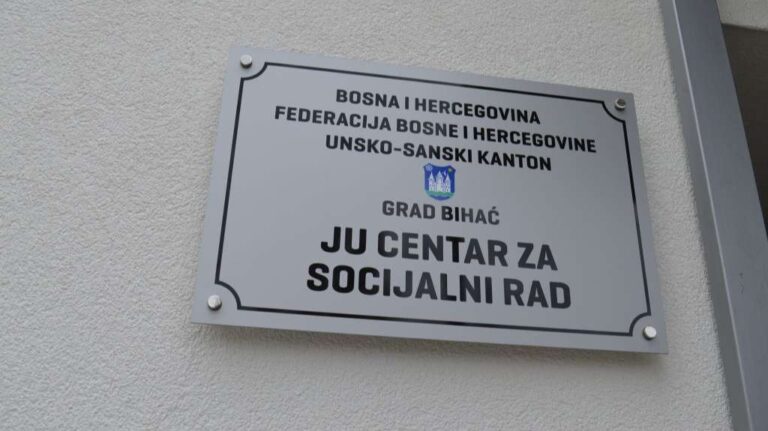 BOSNA I HERCEGOVINA
FEDERACIJA BOSNE I HERCEGOVINE
UNSKO-SANSKI KANTON
GRAD BIHAĆ
JU CENTAR ZA
SOCIJALNI RAD